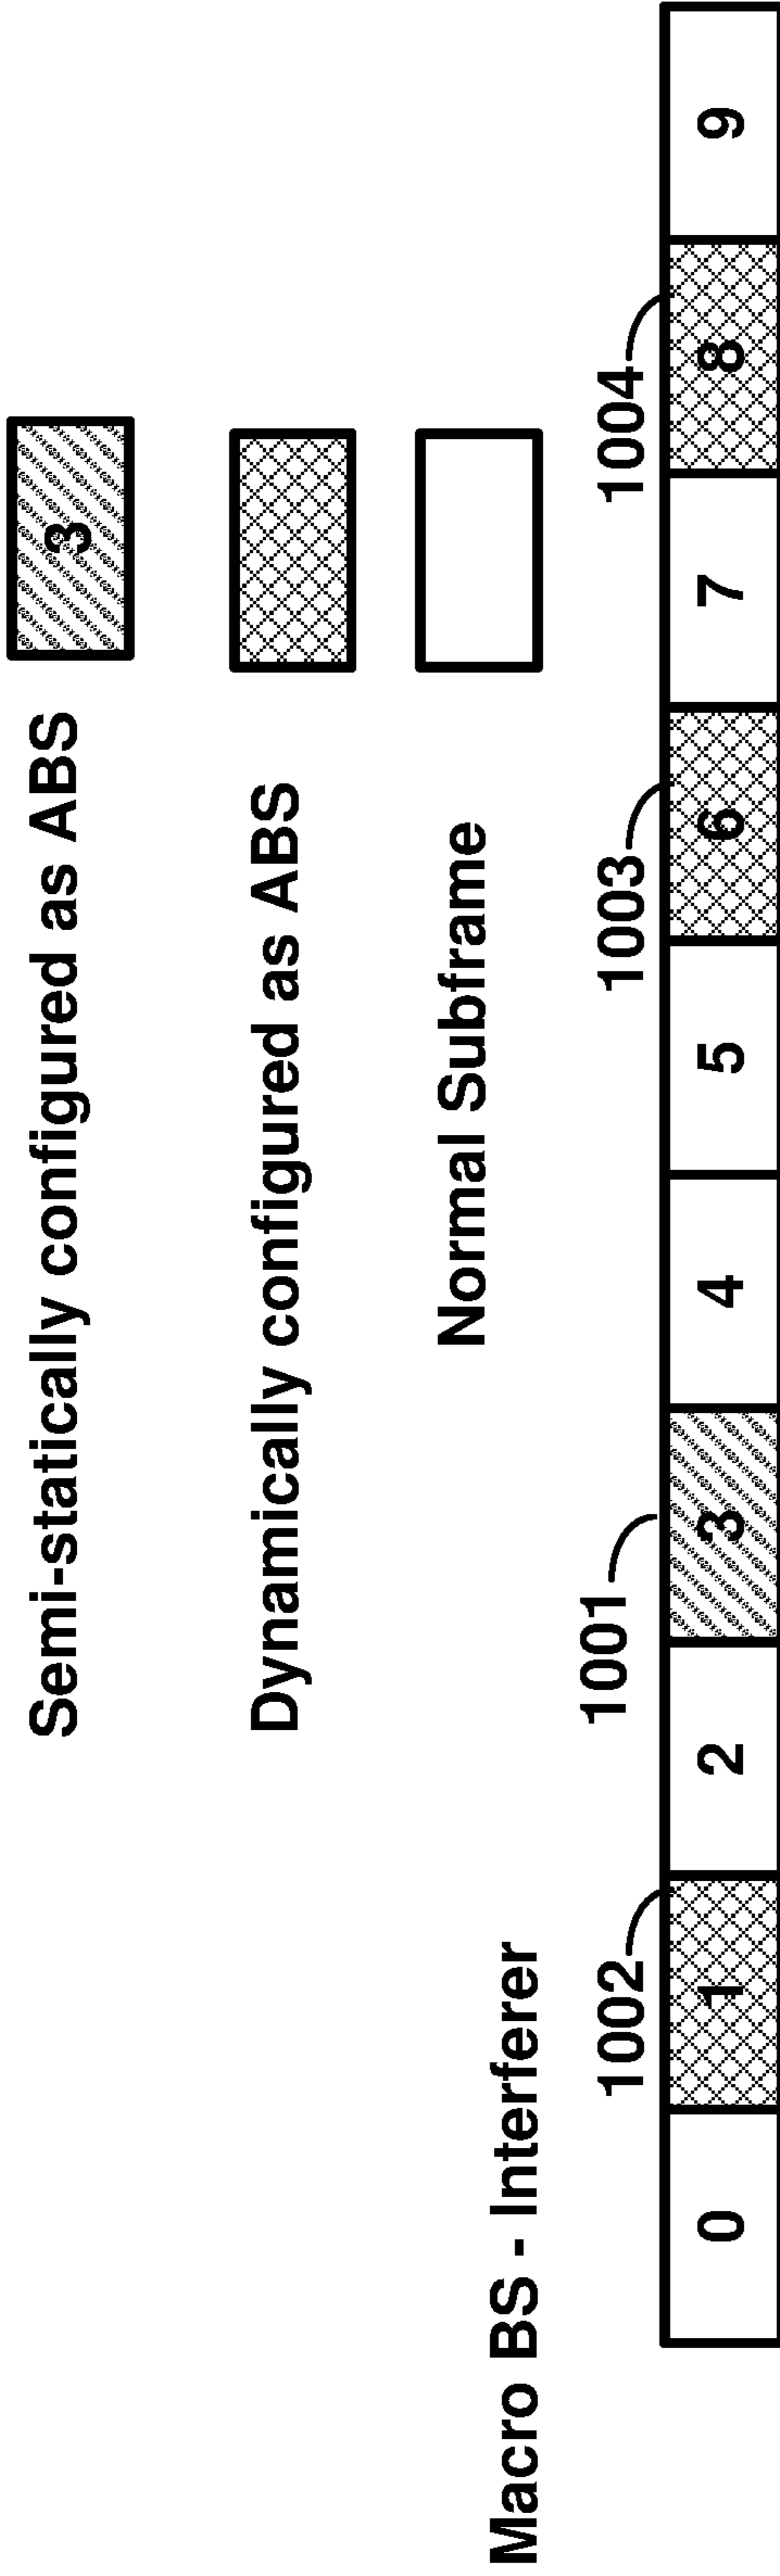 Semi-statically configured as ABS
3
Dynamically configured as ABS
Normal Subframe
Macro BS - Interferer
1002
1001
1003
1004
0 1 2 3 4 5 6 7 8 9